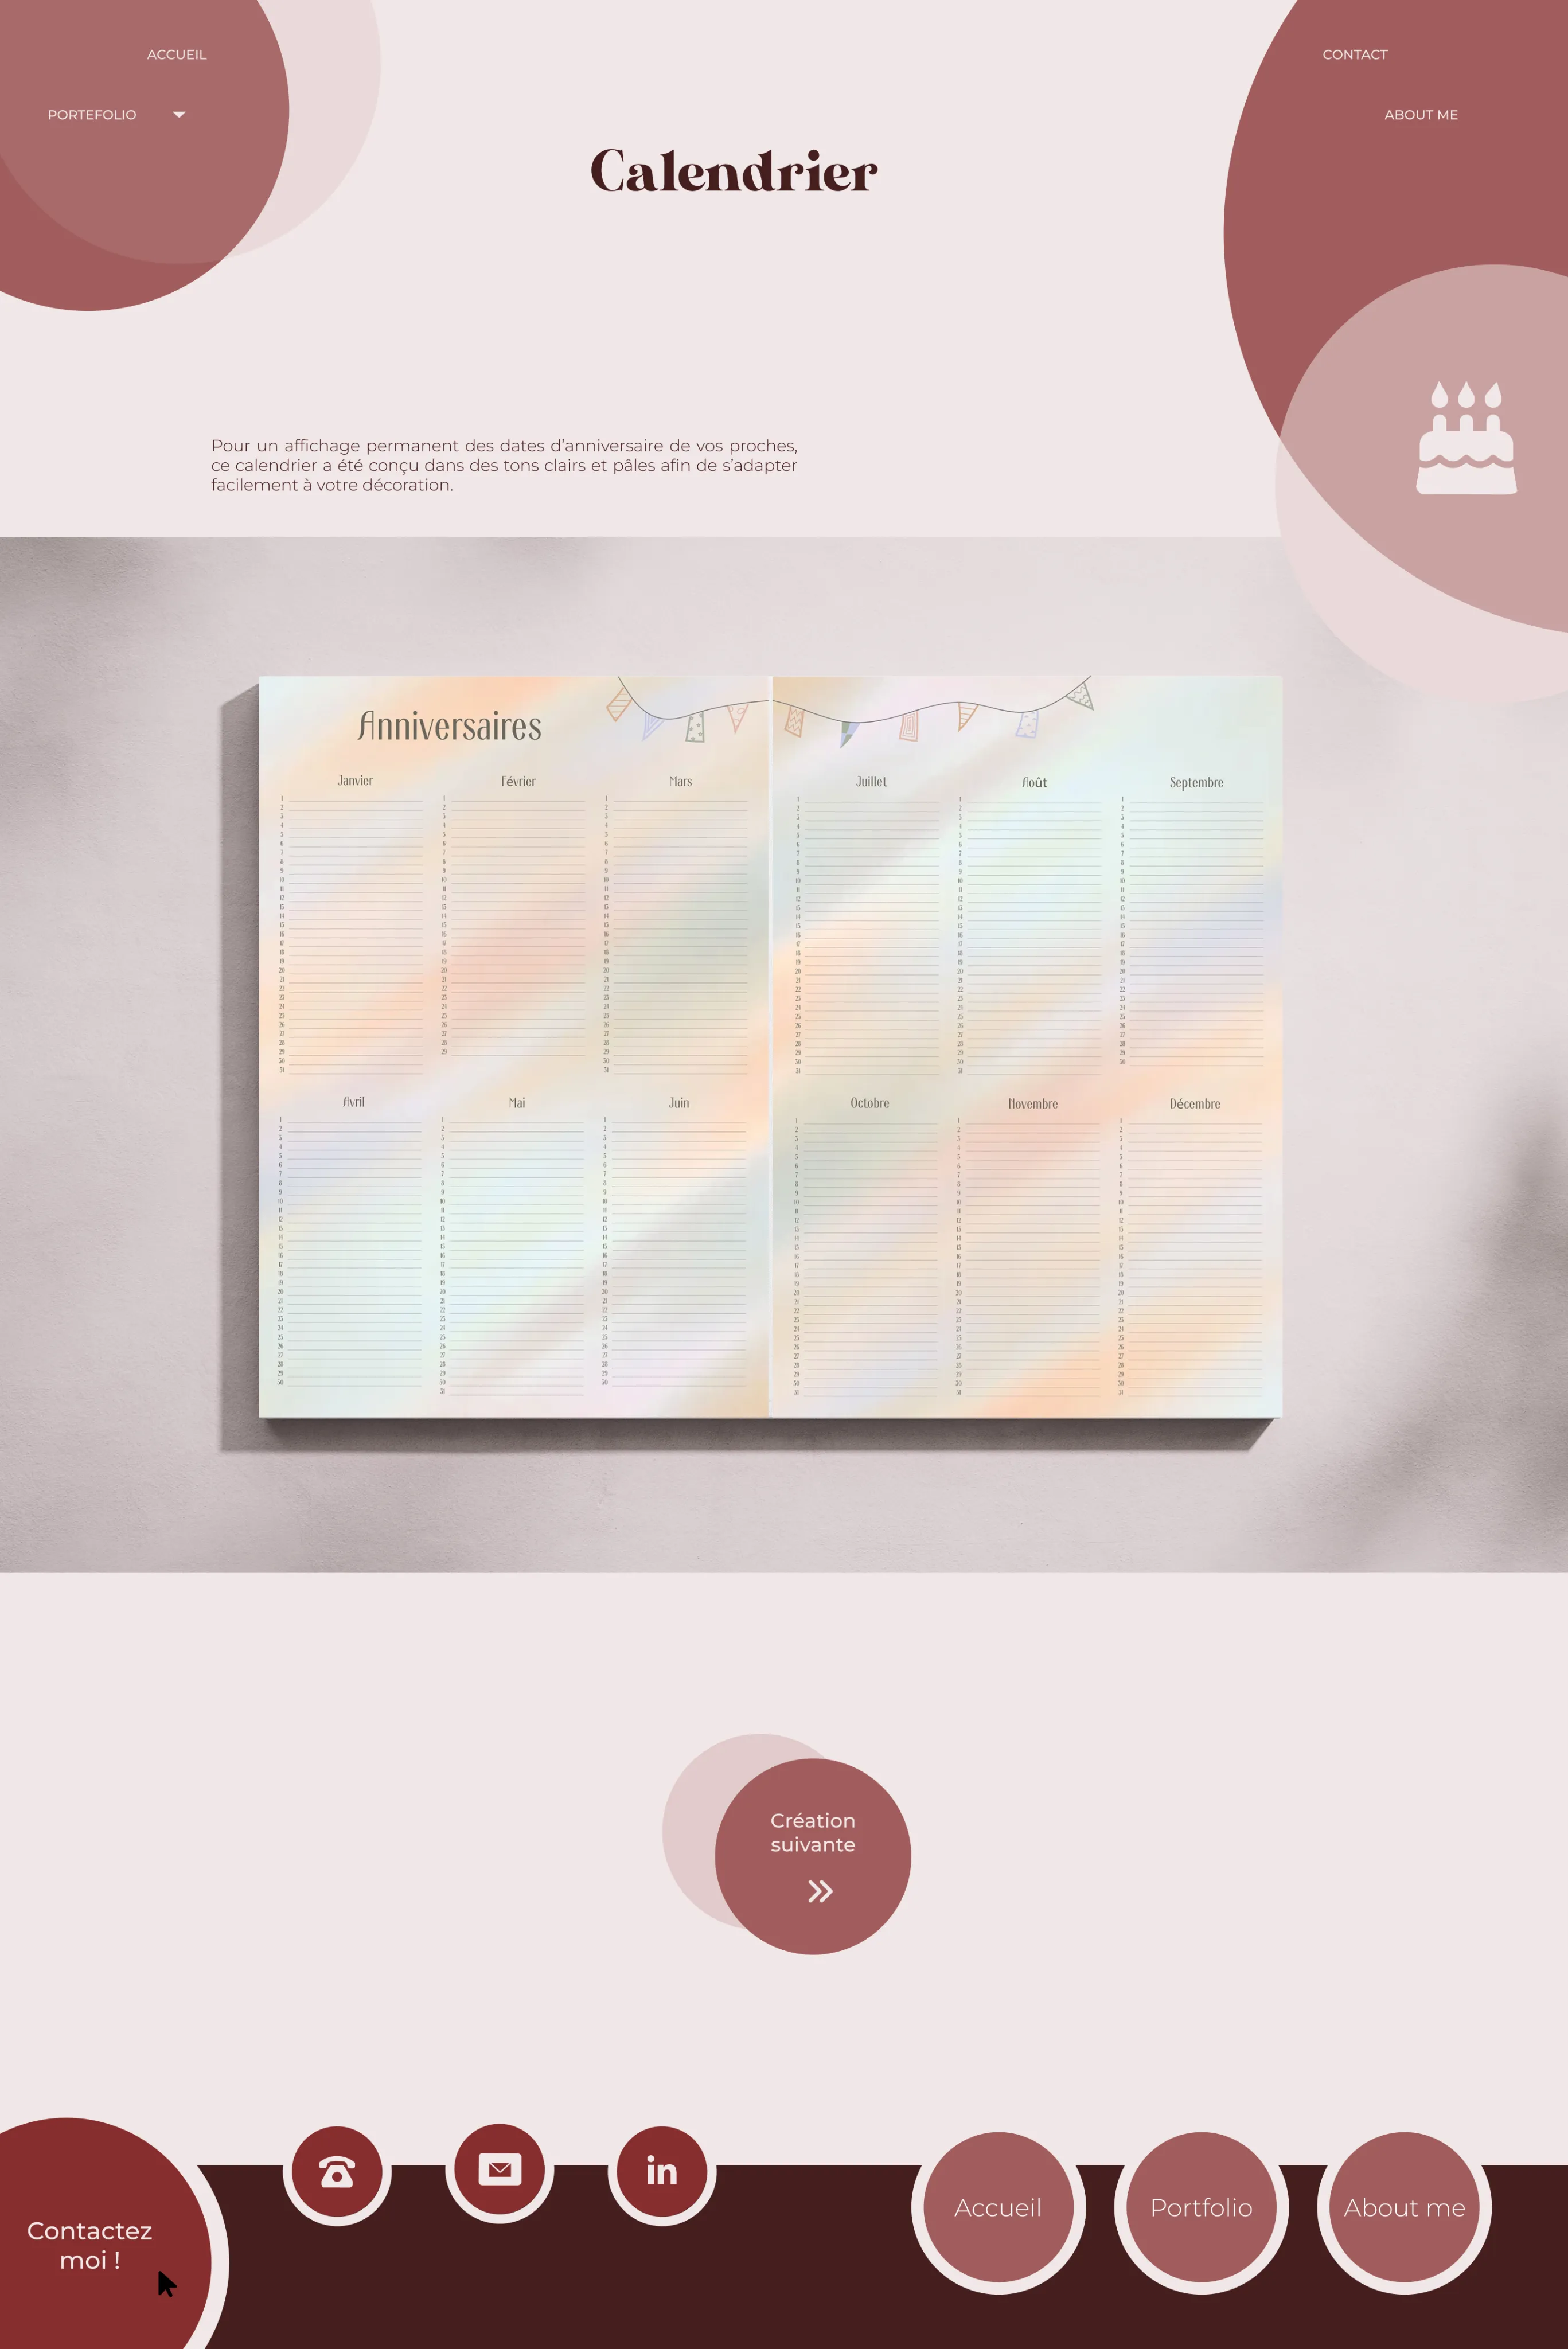 ACCUEIL
PORTEFOLIO
CONTACT
ABOUT ME
Calendrier
Pour un affichage permanent des dates d’anniversaire de vos proches,
ce calendrier a été conçu dans des tons clairs et pâles afin de s’adapter
facilement à votre décoration.
Anniversaires
Janvier
Février
Mars
Juillet
Août
Septembre
Avril
Mai
Juin
Octobre
Novembre
Décembre
Création
suivante
Contactez
moi !
in
Accueil
Portfolio
About me